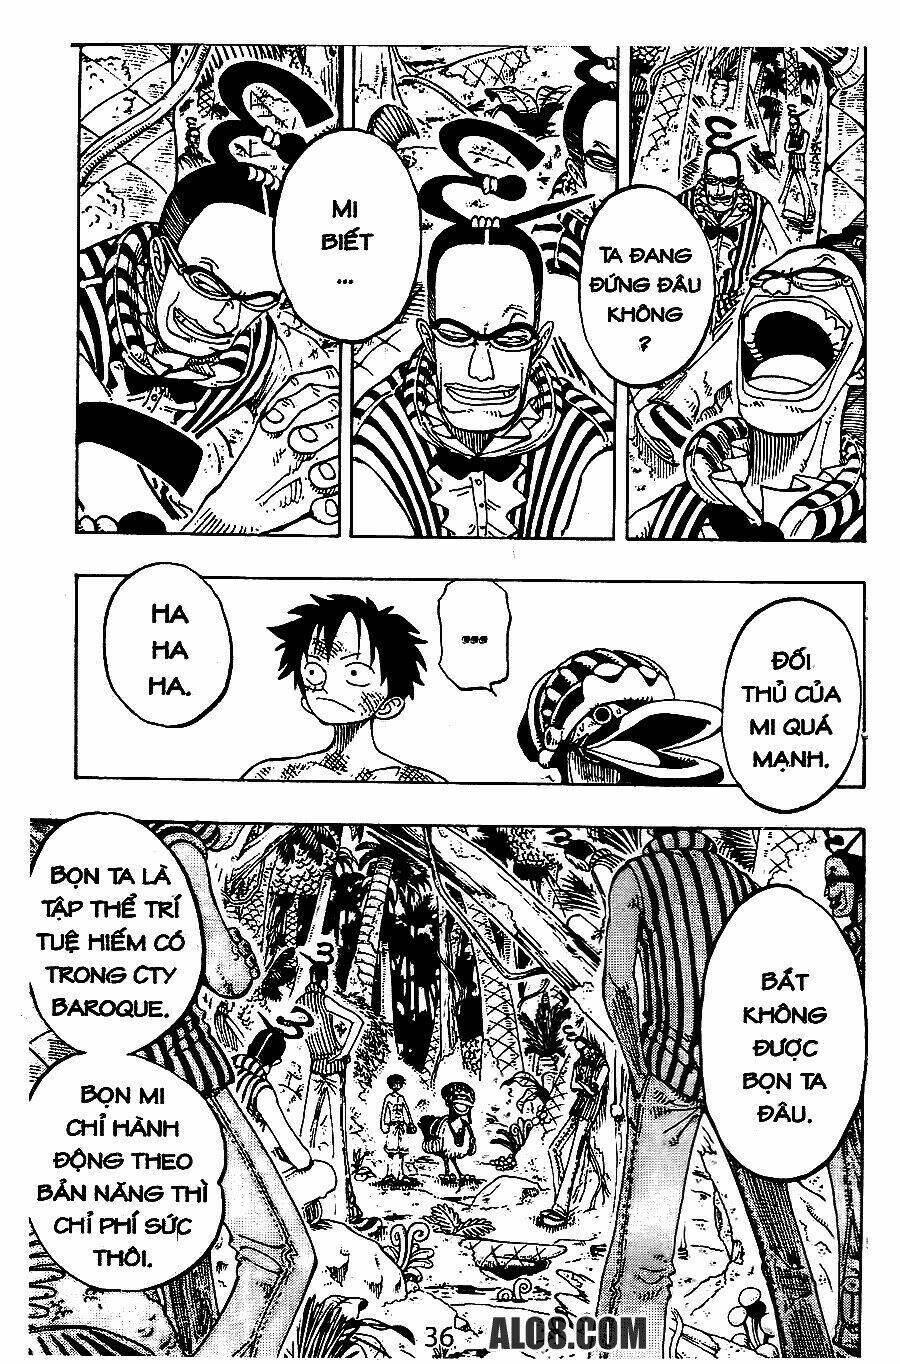 MI
BIẾT
...
TA ĐANG
ĐỨNG ĐÂU
KHÔNG
?
HA
HA
HA.
...
ĐỐI
THỦ CỦA
MI QUÁ
MẠNH.
BỌN TA LÀ
TẬP THỂ TRÍ
TUỆ HIẾM CÓ
TRONG CTY
BAROQUE.
BỌN MI
CHỈ HÀNH
ĐỘNG THEO
BẢN NĂNG THÌ
CHỈ PHÍ SỨC
THÔI.
BẮT
KHÔNG
ĐƯỢC
BỌN TA
ĐÂU.
36
ALO8.COM